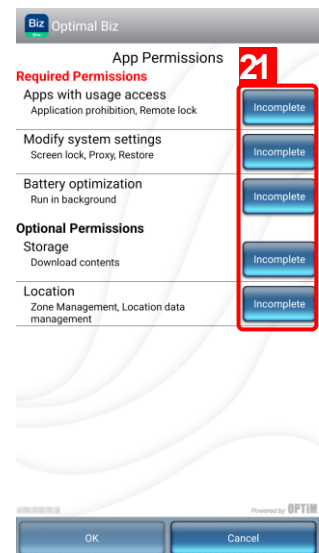 Biz Optimal Biz
App Permissions
21
Required Permissions
Apps with usage access
Application prohibition, Remote lock
Incomplete
Modify system settings
Screen lock, Proxy, Restore
Incomplete
Battery optimization
Run in background
Incomplete
Optional Permissions
Storage
Download contents
Incomplete
Location
Zone Management, Location data
management
Incomplete
Powered by OPTiM
OK
Cancel